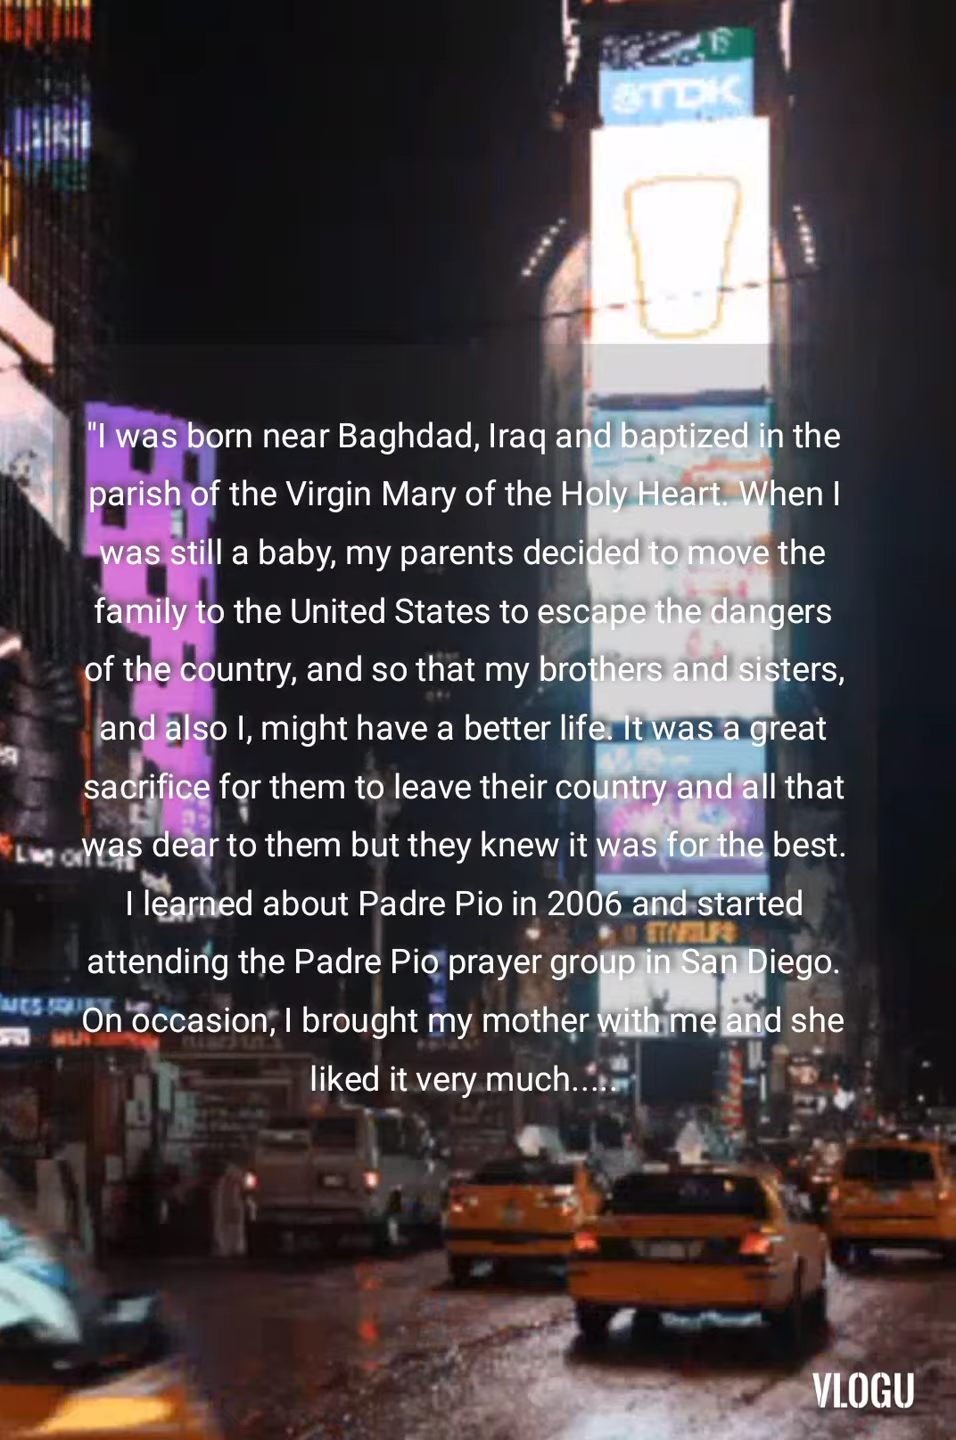 TDK
"I was born near Baghdad, Iraq and baptized in the
parish of the Virgin Mary of the Holy Heart. When I
was still a baby, my parents decided to move the
family to the United States to escape the dangers
of the country, and so that my brothers and sisters,
and also I, might have a better life. It was a great
sacrifice for them to leave their country and all that
was dear to them but they knew it was for the best.
I learned about Padre Pio in 2006 and started
attending the Padre Pio prayer group in San Diego.
On occasion, I brought my mother with me and she
liked it very much.....
VLOGU